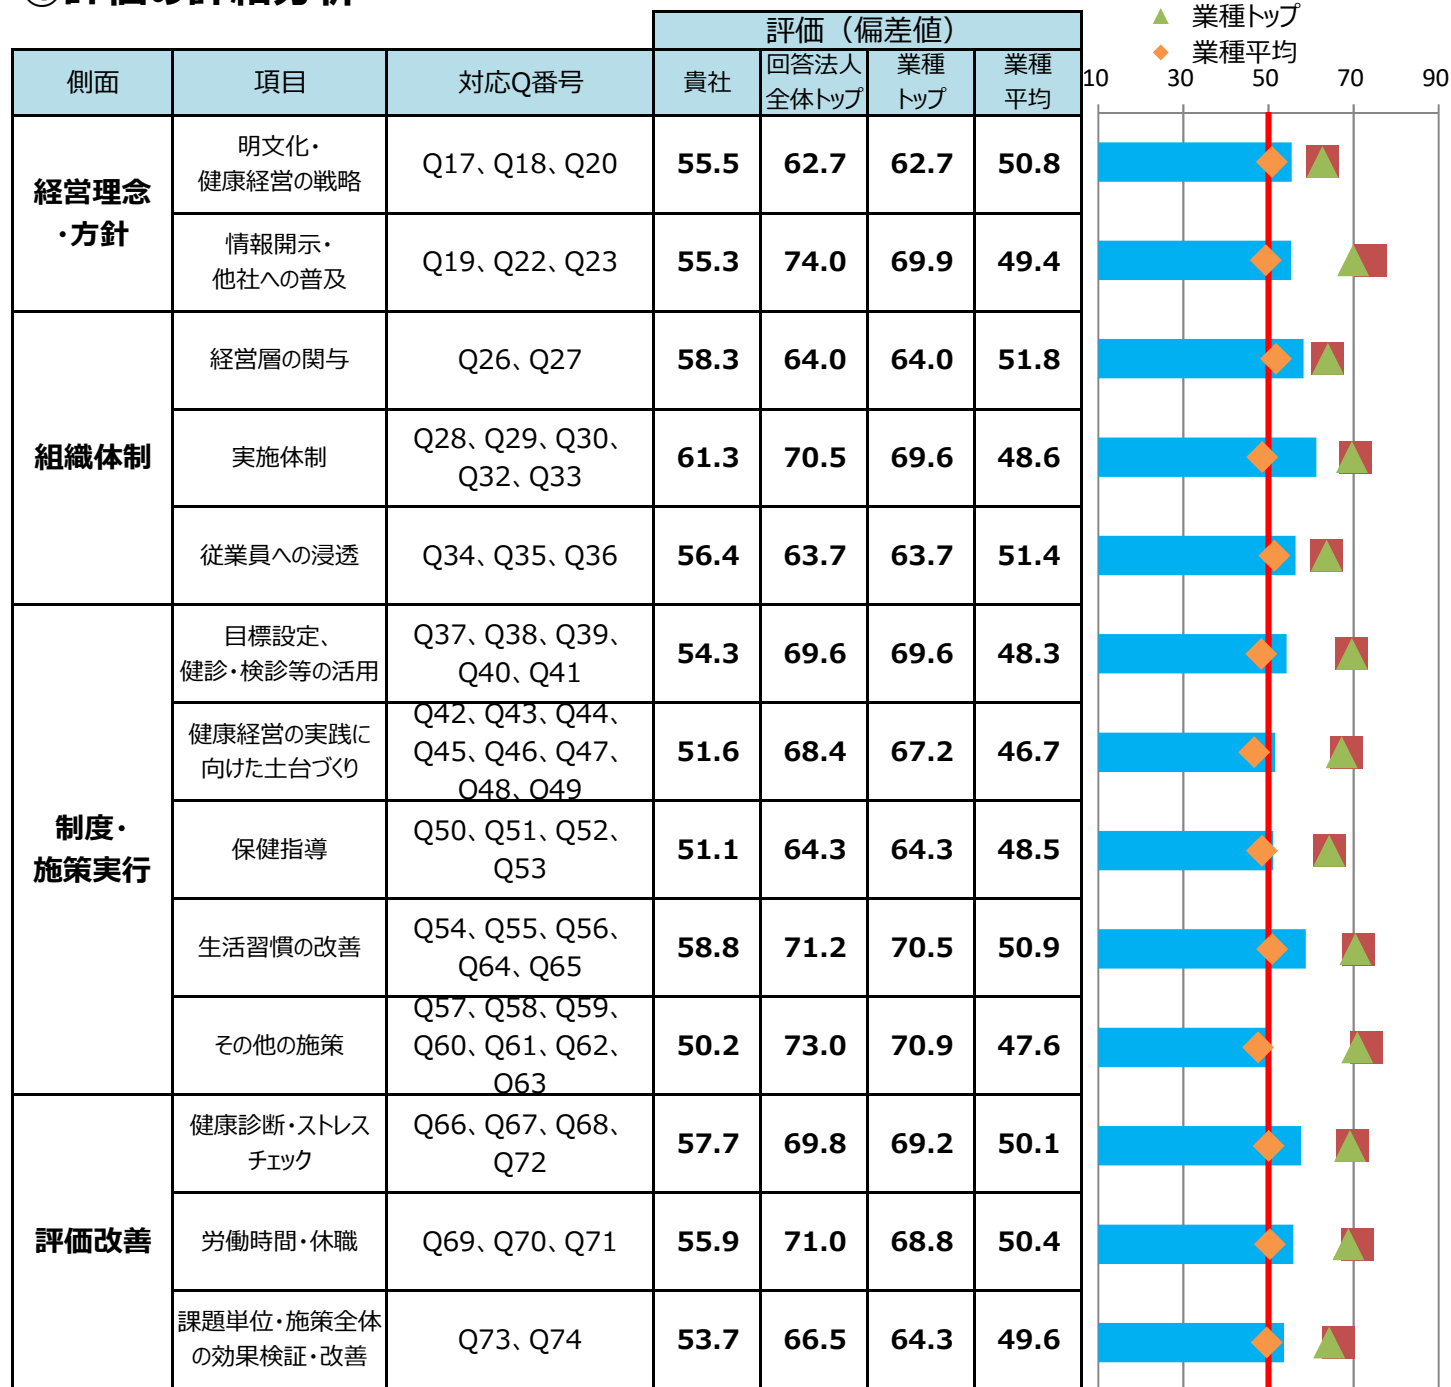 ③評価の詳細分析
業種トップ
業種平均
評価（偏差値）
側面 項目 対応Q番号 貴社 回答法人 業種 業種
全体トップ トップ 平均
10 30 50 70 90
経営理念
・方針
明文化・
健康経営の戦略
Q17、Q18、Q20 55.5 62.7 62.7 50.8
情報開示・
他社への普及
Q19、Q22、Q23 55.3 74.0 69.9 49.4
組織体制
経営層の関与 Q26、Q27 58.3 64.0 64.0 51.8
実施体制
Q28、Q29、Q30、
Q32、Q33
61.3 70.5 69.6 48.6
従業員への浸透 Q34、Q35、Q36 56.4 63.7 63.7 51.4
制度・
施策実行
目標設定、
健診・検診等の活用
Q37、Q38、Q39、
Q40、Q41
54.3 69.6 69.6 48.3
健康経営の実践に
向けた土台づくり
Q42、Q43、Q44、
Q45、Q46、Q47、
Q48、Q49
51.6 68.4 67.2 46.7
保健指導
Q50、Q51、Q52、
Q53
51.1 64.3 64.3 48.5
生活習慣の改善
Q54、Q55、Q56、
Q64、Q65
58.8 71.2 70.5 50.9
その他の施策
Q57、Q58、Q59、
Q60、Q61、Q62、
Q63
50.2 73.0 70.9 47.6
評価改善
健康診断・ストレス
チェック
Q66、Q67、Q68、
Q72
57.7 69.8 69.2 50.1
労働時間・休職 Q69、Q70、Q71 55.9 71.0 68.8 50.4
課題単位・施策全体
の効果検証・改善
Q73、Q74 53.7 66.5 64.3 49.6